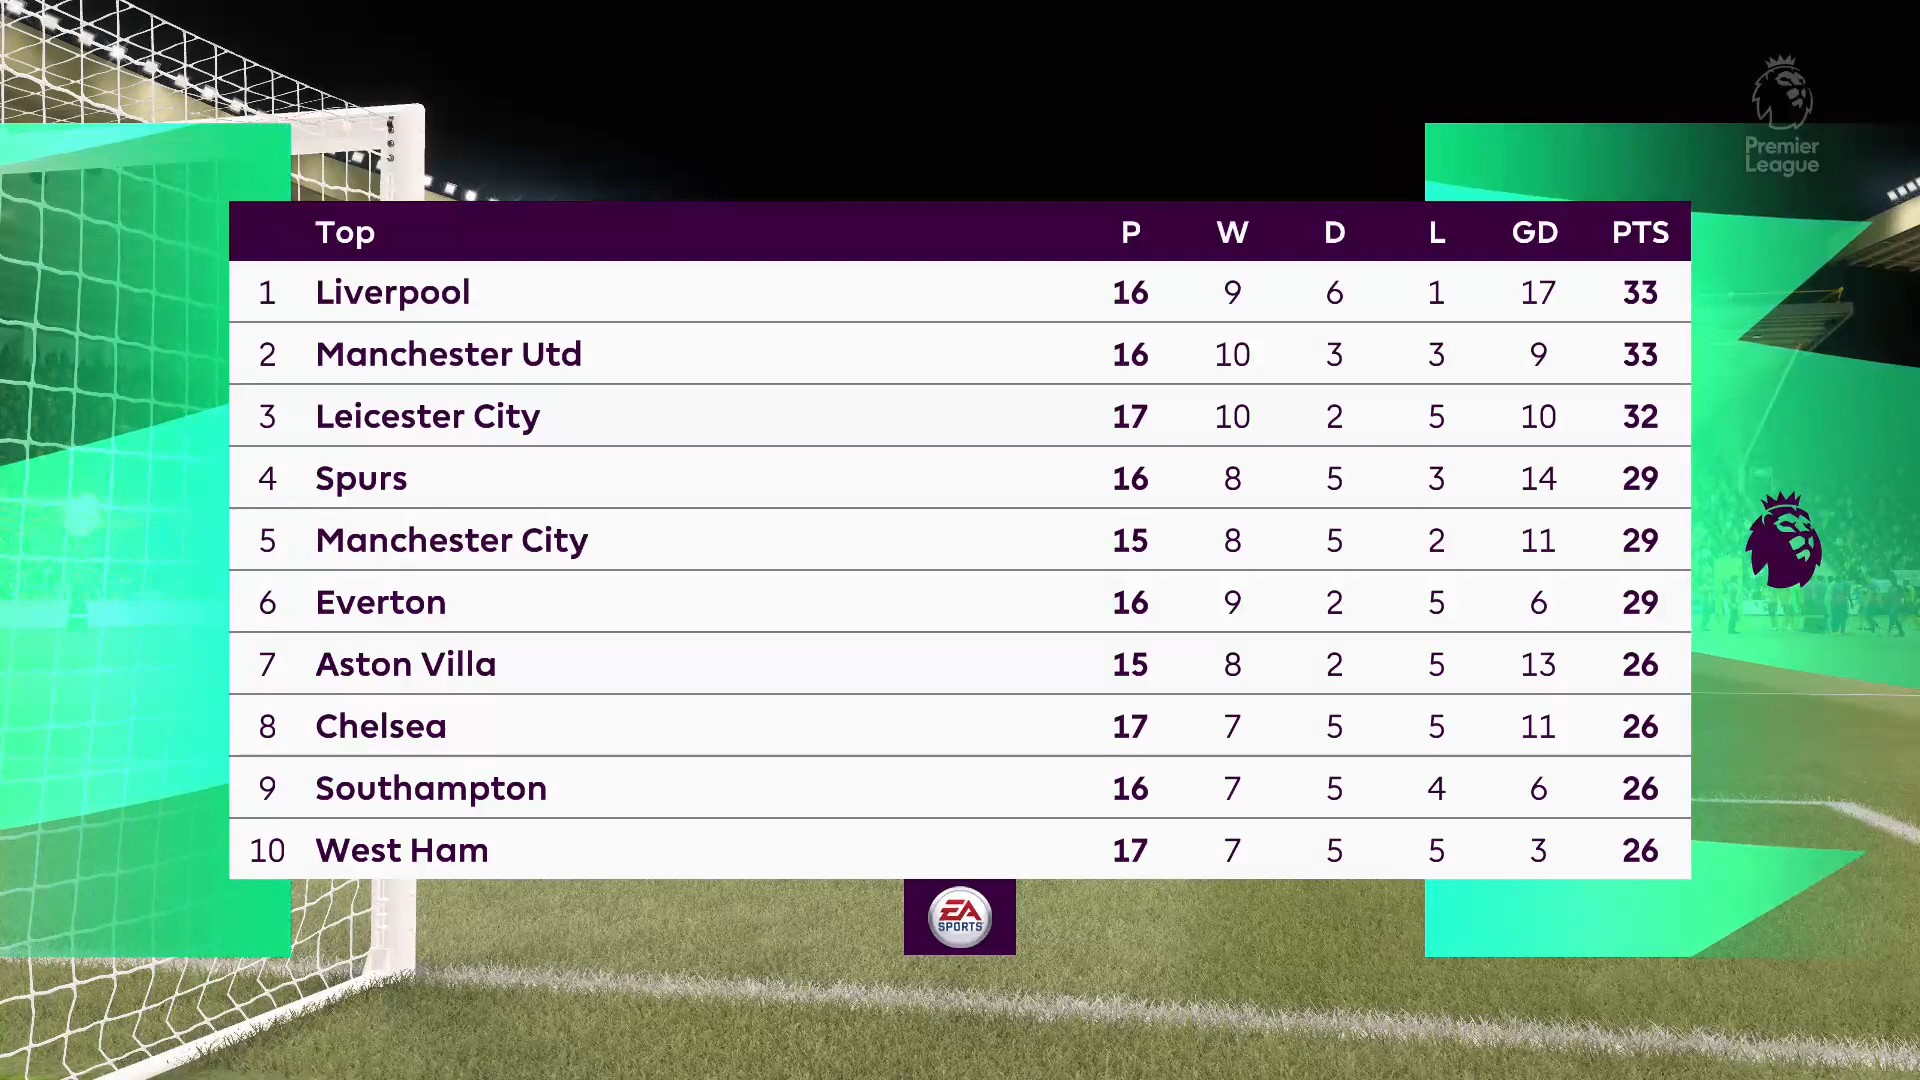 Premier
League
Top P W D L GD PTS
1 Liverpool 16 9 6 1 17 33
2 Manchester Utd 16 10 3 3 9 33
3 Leicester City 17 10 2 5 10 32
4 Spurs 16 8 5 3 14 29
5 Manchester City 15 8 5 2 11 29
6 Everton 16 9 2 5 6 29
7 Aston Villa 15 8 2 5 13 26
8 Chelsea 17 7 5 5 11 26
9 Southampton 16 7 5 4 6 26
10 West Ham 17 7 5 5 3 26
EA
SPORTS